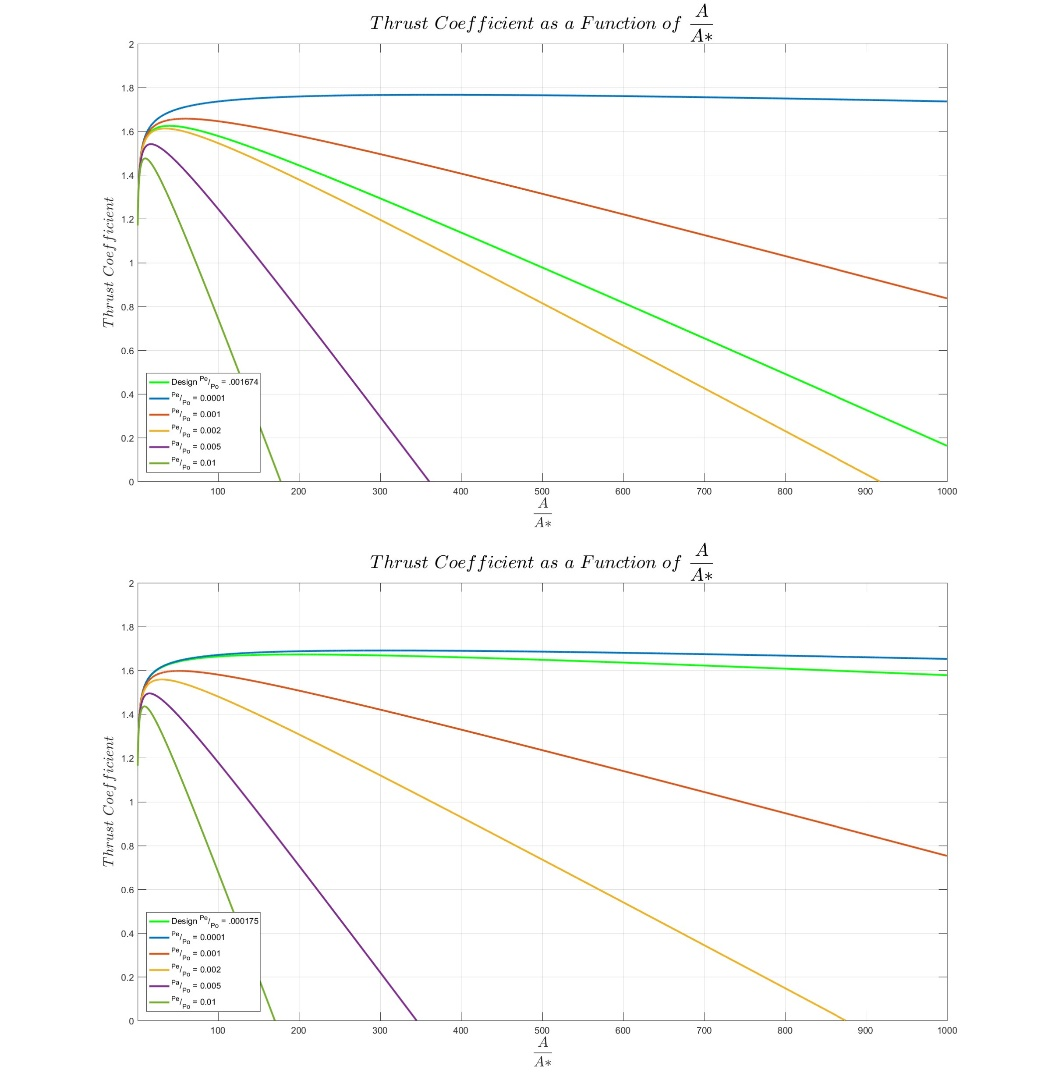 Thrust Coefficient as a Function of A/A*
Thrust Coefficient
2
1.8
1.6
1.4
1.2
1
0.8
0.6
0.4
0.2
0
Design Pe/Po = .001674
Pe/Po = 0.0001
Pe/Po = 0.001
Pe/Po = 0.002
Pa/Po = 0.005
Pe/Po = 0.01
100 200 300 400 500 600 700 800 900 1000
A/A*
Thrust Coefficient as a Function of A/A*
Thrust Coefficient
2
1.8
1.6
1.4
1.2
1
0.8
0.6
0.4
0.2
0
Design Pe/Po = .000175
Pe/Po = 0.0001
Pe/Po = 0.001
Pe/Po = 0.002
Pa/Po = 0.005
Pe/Po = 0.01
100 200 300 400 500 600 700 800 900 1000
A/A*